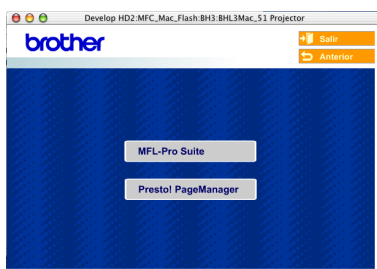 Develop HD2:MFC_Mac_Flash:BH3:BHL3Mac_51 Projector
brother
Salir
Anterior
MFL-Pro Suite
Presto! PageManager